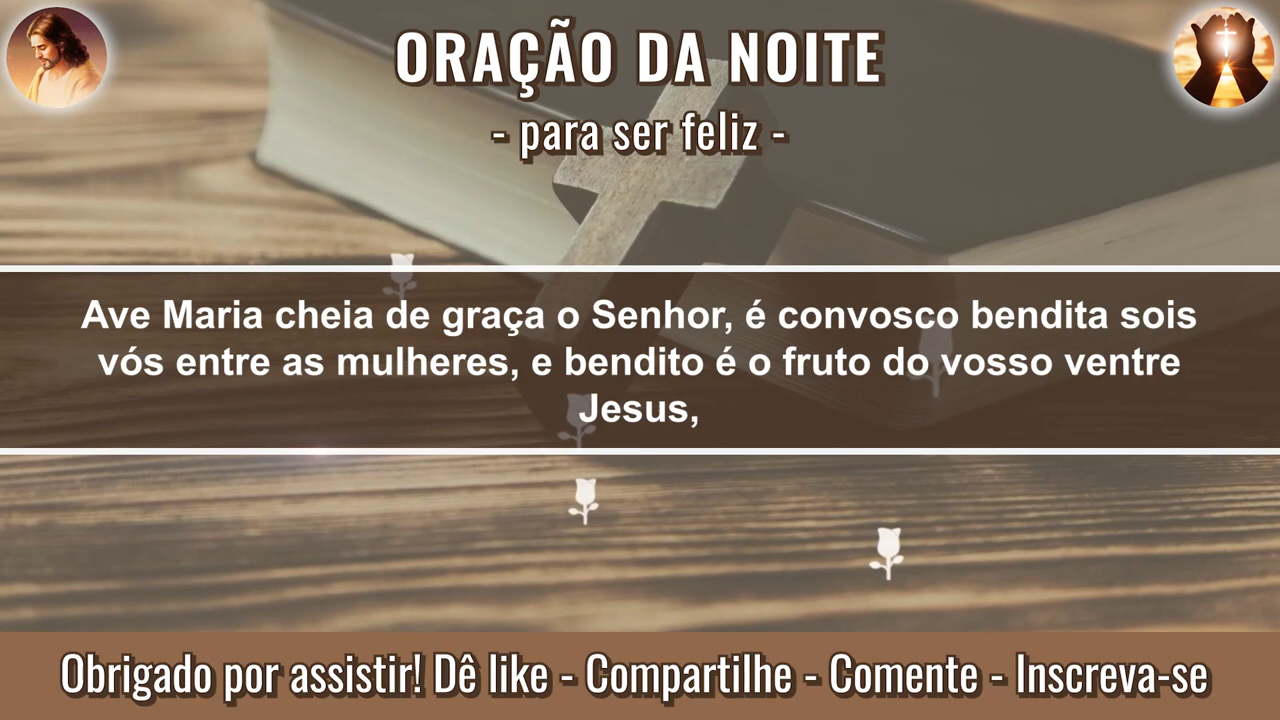 ORAÇÃO DA NOITE
- para ser feliz -
Ave Maria cheia de graça o Senhor, é convosco bendita sois
vós entre as mulheres, e bendito é o fruto do vosso ventre
Jesus,
Obrigado por assistir! Dê like - Compartilhe - Comente - Inscreva-se